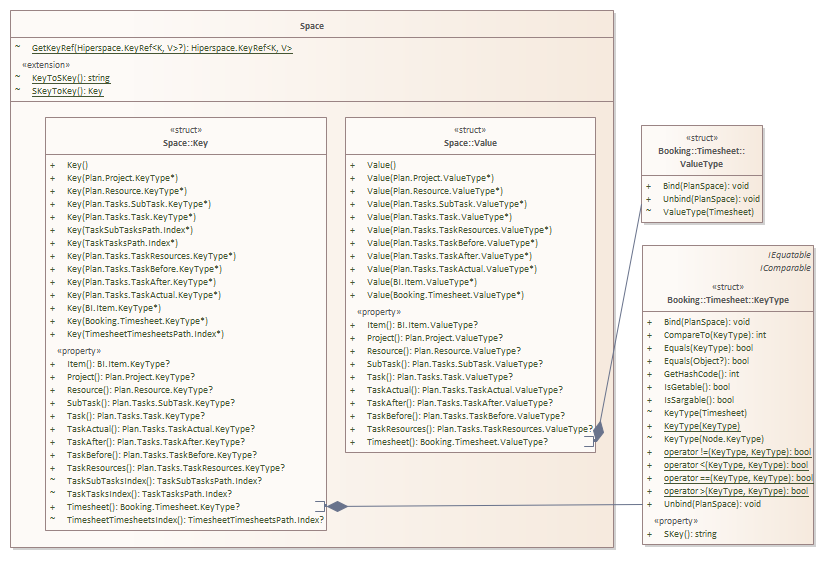 Space
~ GetKeyRef(Hiperspace.KeyRef<K, V>?): Hiperspace.KeyRef<K, V>
«extension»
~ KeyToSKey(): string
~ SKeyToKey(): Key
«struct»
Space::Key
+ Key()
+ Key(Plan.Project.KeyType*)
+ Key(Plan.Resource.KeyType*)
+ Key(Plan.Tasks.SubTask.KeyType*)
+ Key(Plan.Tasks.Task.KeyType*)
+ Key(TaskSubTasksPath.Index*)
+ Key(TaskTasksPath.Index*)
+ Key(Plan.Tasks.TaskResources.KeyType*)
+ Key(Plan.Tasks.TaskBefore.KeyType*)
+ Key(Plan.Tasks.TaskAfter.KeyType*)
+ Key(Plan.Tasks.TaskActual.KeyType*)
+ Key(BI.Item.KeyType*)
+ Key(Booking.Timesheet.KeyType*)
+ Key(TimesheetTimesheetsPath.Index*)
«property»
+ Item(): BI.Item.KeyType?
+ Project(): Plan.Project.KeyType?
+ Resource(): Plan.Resource.KeyType?
+ SubTask(): Plan.Tasks.SubTask.KeyType?
+ Task(): Plan.Tasks.Task.KeyType?
+ TaskActual(): Plan.Tasks.TaskActual.KeyType?
+ TaskAfter(): Plan.Tasks.TaskAfter.KeyType?
+ TaskBefore(): Plan.Tasks.TaskBefore.KeyType?
+ TaskResources(): Plan.Tasks.TaskResources.KeyType?
~ TaskSubTasksIndex(): TaskSubTasksPath.Index?
~ TaskTasksIndex(): TaskTasksPath.Index?
+ Timesheet(): Booking.Timesheet.KeyType?
~ TimesheetTimesheetsIndex(): TimesheetTimesheetsPath.Index?
«struct»
Space::Value
+ Value()
+ Value(Plan.Project.ValueType*)
+ Value(Plan.Resource.ValueType*)
+ Value(Plan.Tasks.SubTask.ValueType*)
+ Value(Plan.Tasks.Task.ValueType*)
+ Value(Plan.Tasks.TaskResources.ValueType*)
+ Value(Plan.Tasks.TaskBefore.ValueType*)
+ Value(Plan.Tasks.TaskAfter.ValueType*)
+ Value(Plan.Tasks.TaskActual.ValueType*)
+ Value(BI.Item.ValueType*)
+ Value(Booking.Timesheet.ValueType*)
«property»
+ Item(): BI.Item.ValueType?
+ Project(): Plan.Project.ValueType?
+ Resource(): Plan.Resource.ValueType?
+ SubTask(): Plan.Tasks.SubTask.ValueType?
+ Task(): Plan.Tasks.Task.ValueType?
+ TaskActual(): Plan.Tasks.TaskActual.ValueType?
+ TaskAfter(): Plan.Tasks.TaskAfter.ValueType?
+ TaskBefore(): Plan.Tasks.TaskBefore.ValueType?
+ TaskResources(): Plan.Tasks.TaskResources.ValueType?
+ Timesheet(): Booking.Timesheet.ValueType?
«struct»
Booking::Timesheet::
ValueType
+ Bind(PlanSpace): void
+ Unbind(PlanSpace): void
~ ValueType(Timesheet)
IEquatable
IComparable
«struct»
Booking::Timesheet::KeyType
+ Bind(PlanSpace): void
+ CompareTo(KeyType): int
+ Equals(KeyType): bool
+ Equals(Object?): bool
+ GetHashCode(): int
+ IsGetable(): bool
+ IsSargable(): bool
~ KeyType(Timesheet)
+ KeyType(KeyType)
~ KeyType(Node.KeyType)
+ operator !=(KeyType, KeyType): bool
+ operator <(KeyType, KeyType): bool
+ operator ==(KeyType, KeyType): bool
+ operator >(KeyType, KeyType): bool
+ Unbind(PlanSpace): void
«property»
+ SKey(): string